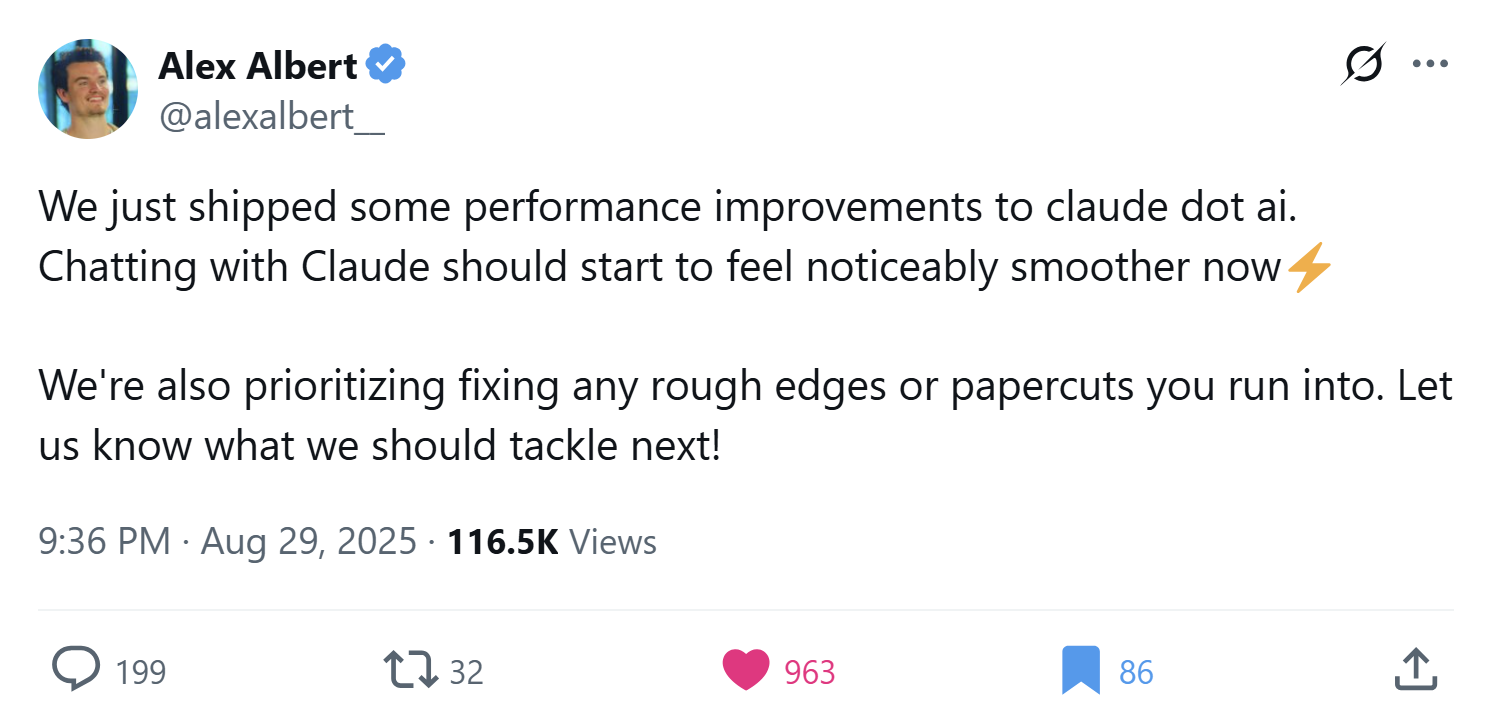 Alex Albert
@alexalbert__
We just shipped some performance improvements to claude dot ai.
Chatting with Claude should start to feel noticeably smoother now⚡
We're also prioritizing fixing any rough edges or papercuts you run into. Let
us know what we should tackle next!
9:36 PM · Aug 29, 2025 · 116.5K Views
199 32 963 86